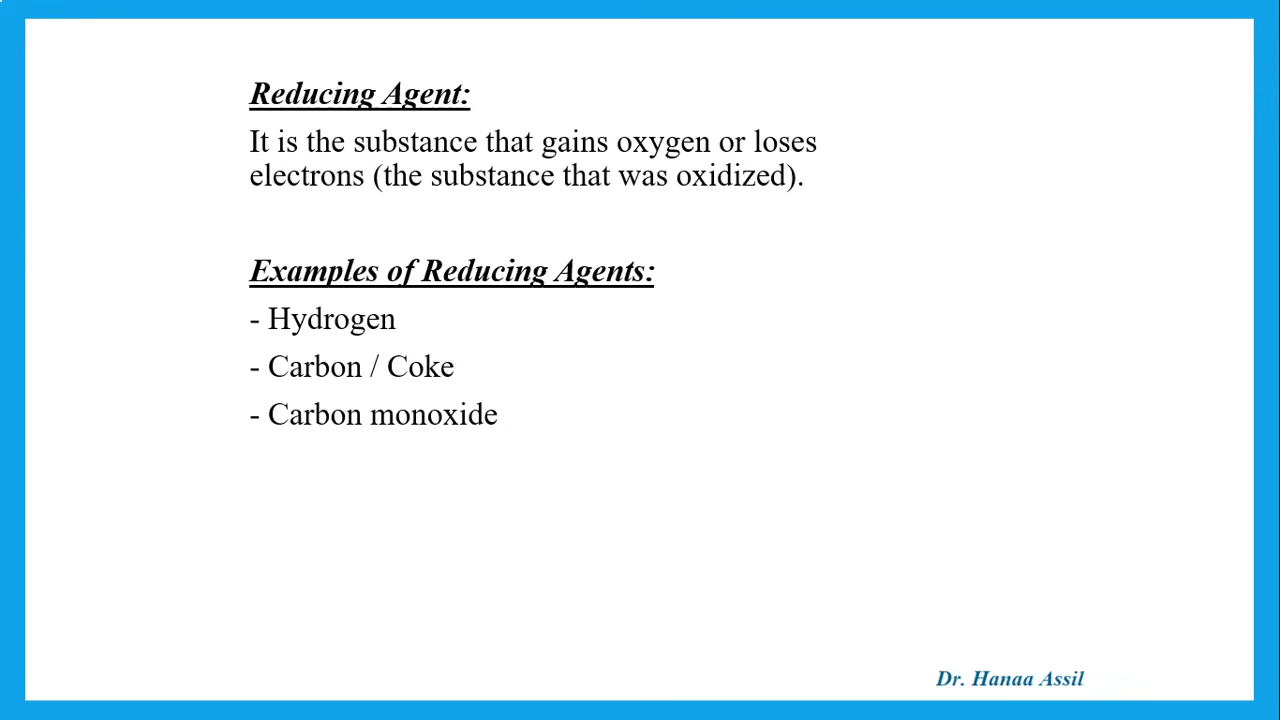 Reducing Agent:
It is the substance that gains oxygen or loses
electrons (the substance that was oxidized).
Examples of Reducing Agents:
- Hydrogen
- Carbon / Coke
- Carbon monoxide
Dr. Hanaa Assil